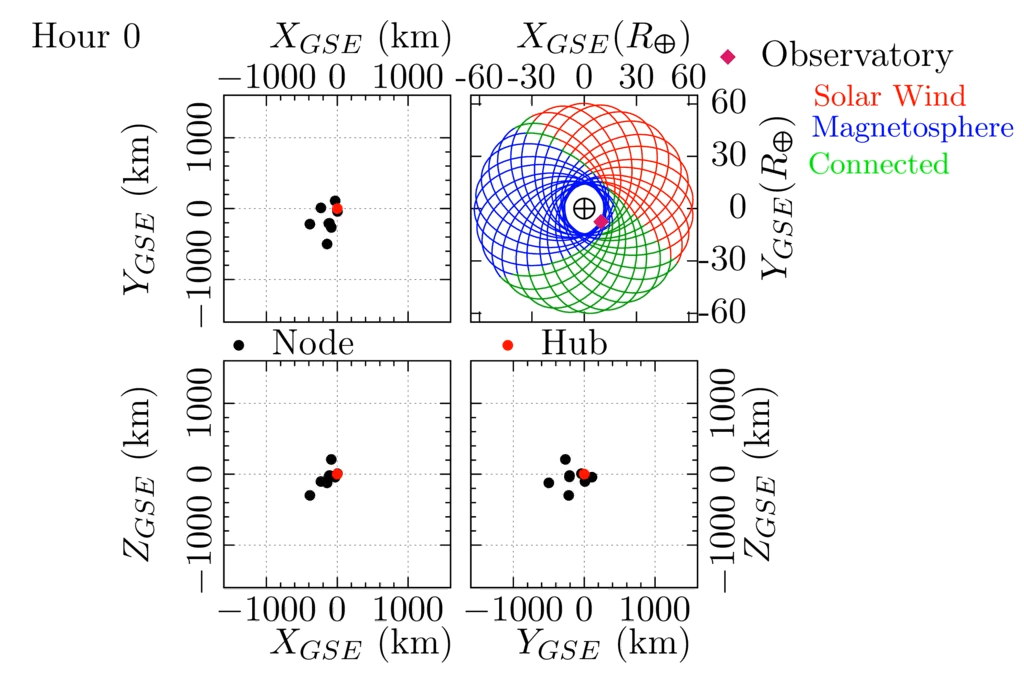 Hour 0
X_GSE (km)
X_GSE(R⊕)
−1000 0 1000
-60 -30 0 30 60
Observatory
Solar Wind
Magnetosphere
Connected
Y_GSE (km)
1000
0
−1000
60
30
0
-30
-60
Y_GSE(R⊕)
Node
Hub
Z_GSE (km)
1000
0
−1000
1000
0
−1000
Z_GSE (km)
−1000 0 1000
−1000 0 1000
X_GSE (km)
Y_GSE (km)